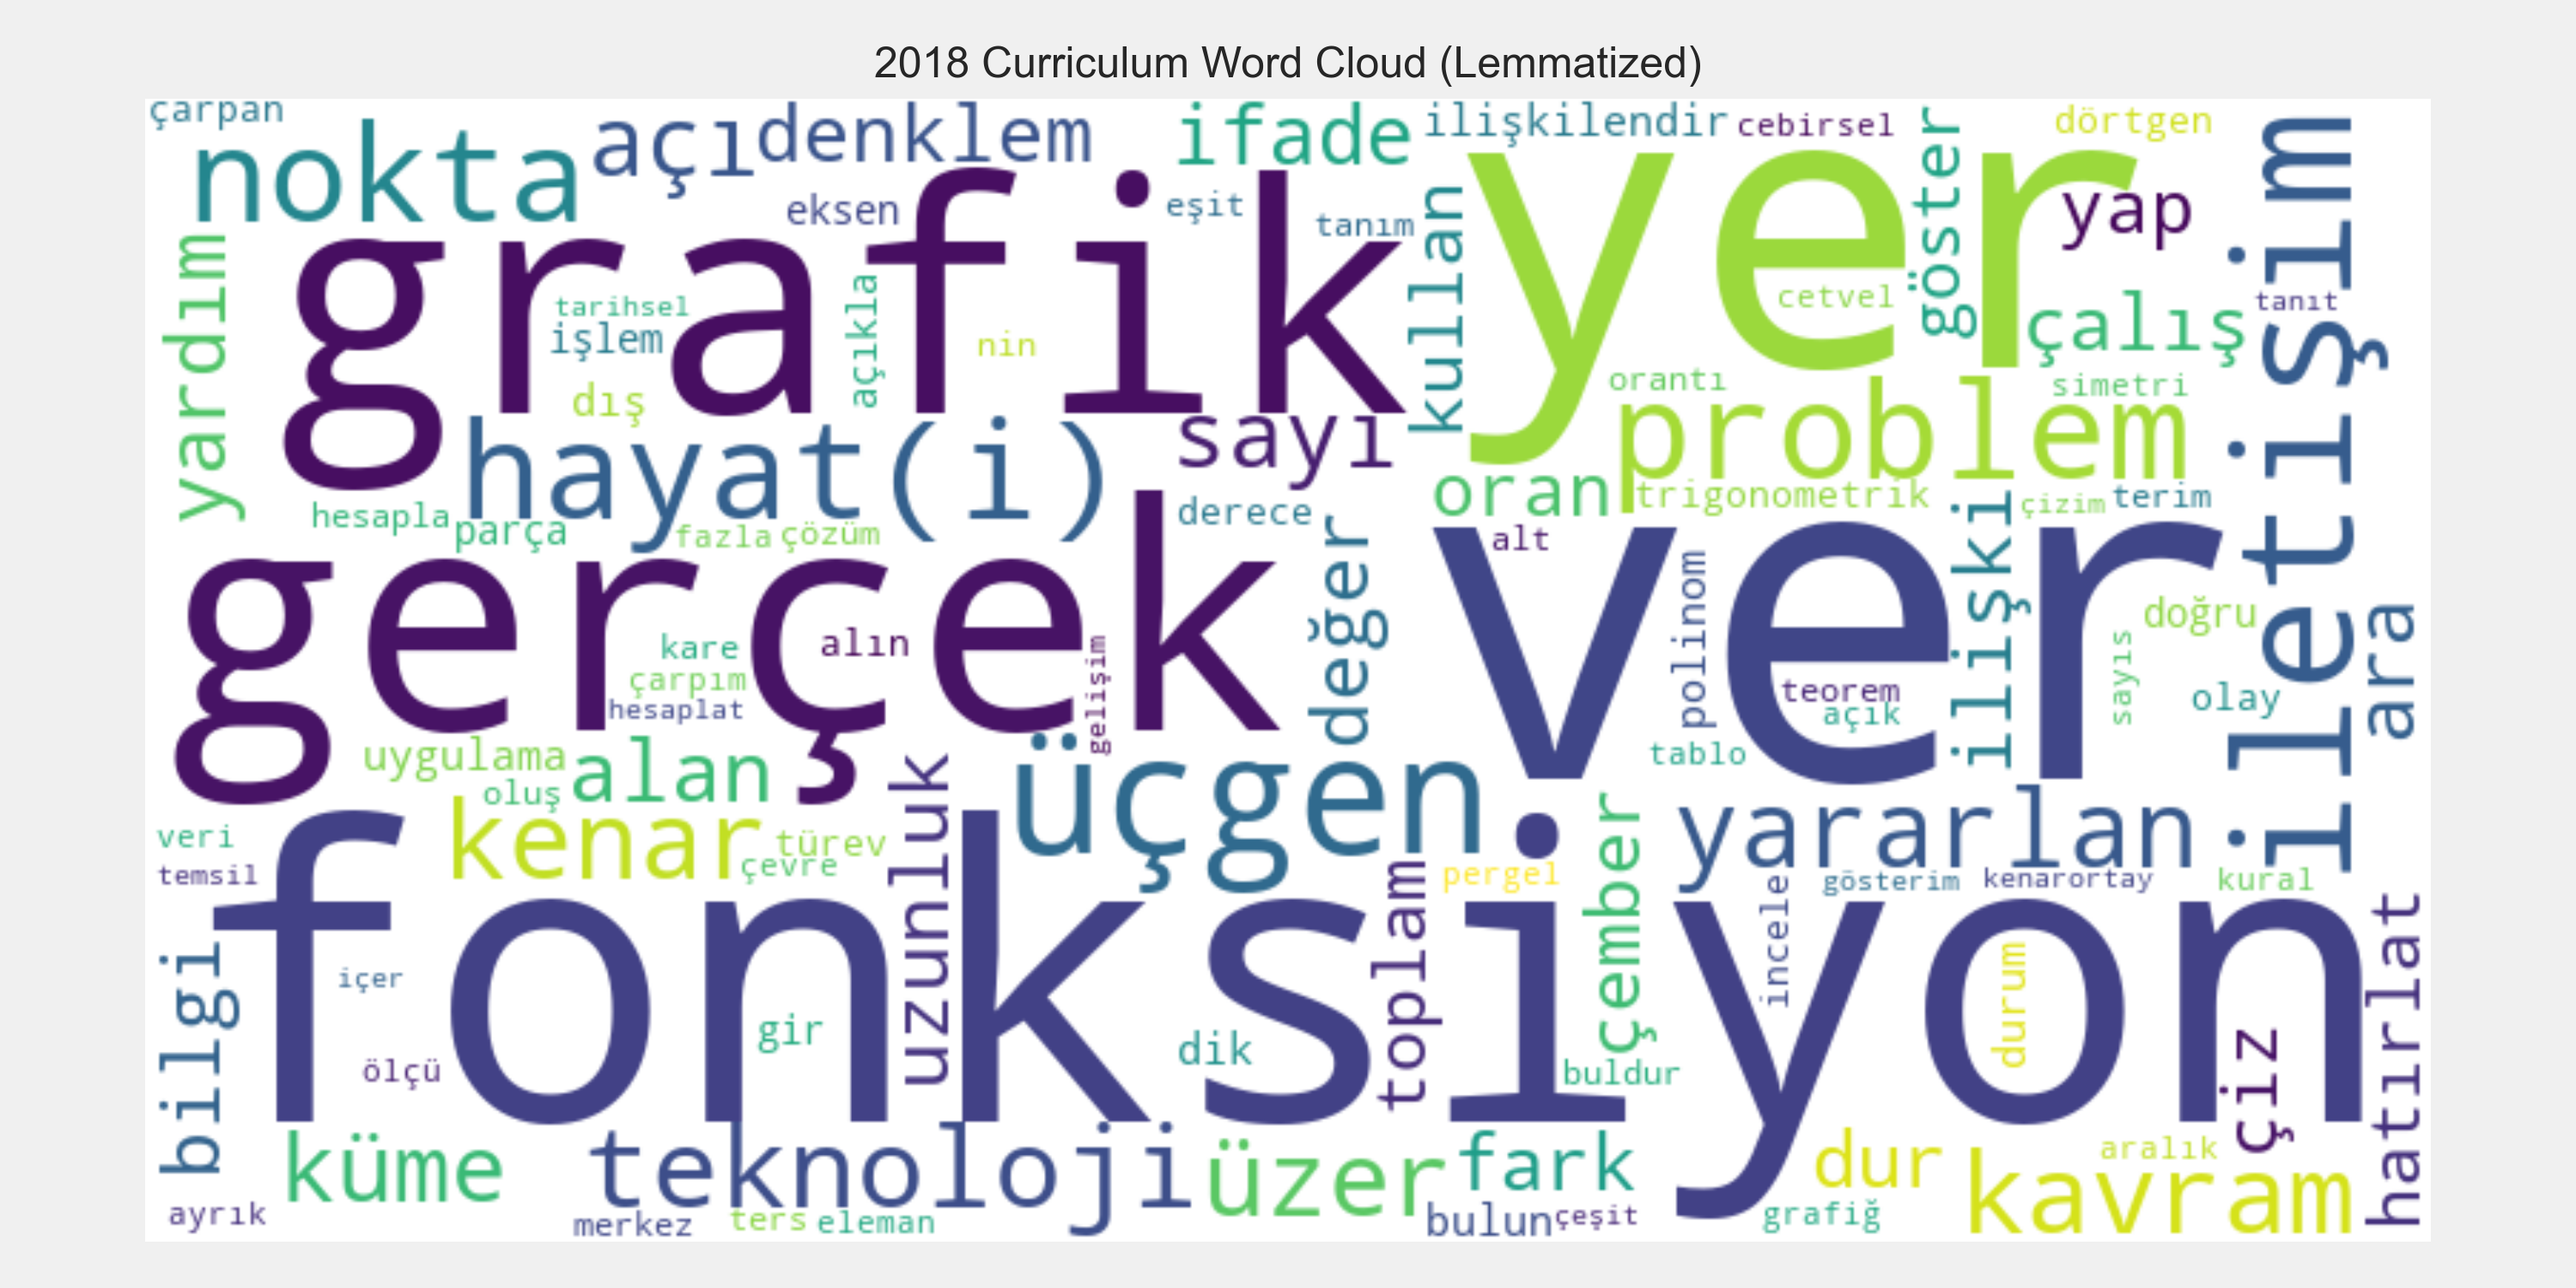 2018 Curriculum Word Cloud (Lemmatized)
çarpan
nokta
açı
denklem
ifade
ilişkilendir
cebirsel
dörtgen
eksen
eşit
tanım
kullan
yer
göster
yap
iletişim
yardım
grafik
tarihsel
işlem
açıkla
nin
dış
cetvel
çalış
tanıt
orantı
simetri
problem
hayat(i)
sayı
oran
trigonometrik
çizim
terim
hesapla
parça
fazla
çözüm
derece
alt
gerçek
değer
ver
polinom
ilişki
doğru
ara
kare
alın
çarpım
hesaplat
gelişim
teorem
açık
sayıs
olay
tablo
uygulama
oluş
alan
uzunluk
üçgen
yararlan
veri
temsil
kenar
türev
çevre
pergel
çember
gösterim
kenarortay
kural
fonksiyon
toplam
incele
durum
hatırlat
bilgi
içer
ölçü
gir
dik
buldur
çiz
küme
teknoloji
üzer
fark
dur
aralık
kavram
ayrık
merkez
ters
eleman
bulun
çeşit
grafiğ